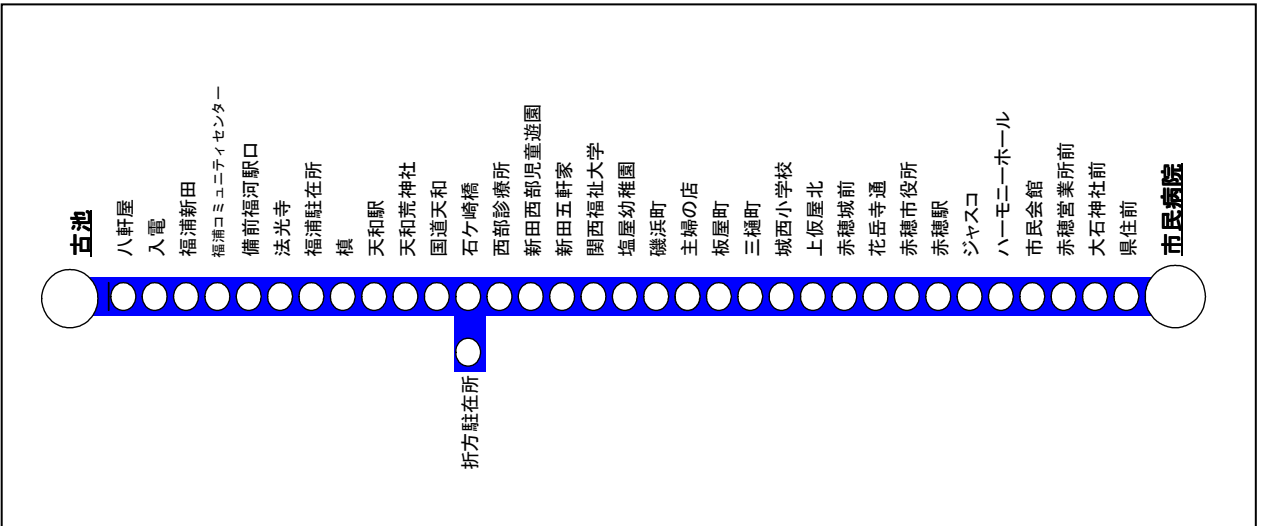 古池
八軒屋
入電
福浦新田
福浦コミュニティセンター
備前福河駅口
法光寺
福浦駐在所
槙
天和駅
天和荒神社
国道天和
石ケ崎橋
西部診療所
新田西部児童遊園
新田五軒家
関西福祉大学
塩屋幼稚園
磯浜町
主婦の店
板屋町
三樋町
城西小学校
上仮屋北
赤穂城前
花岳寺通
赤穂市役所
赤穂駅
ジャスコ
ハーモニーホール
市民会館
赤穂営業所前
大石神社前
県住前
市民病院
折方駐在所